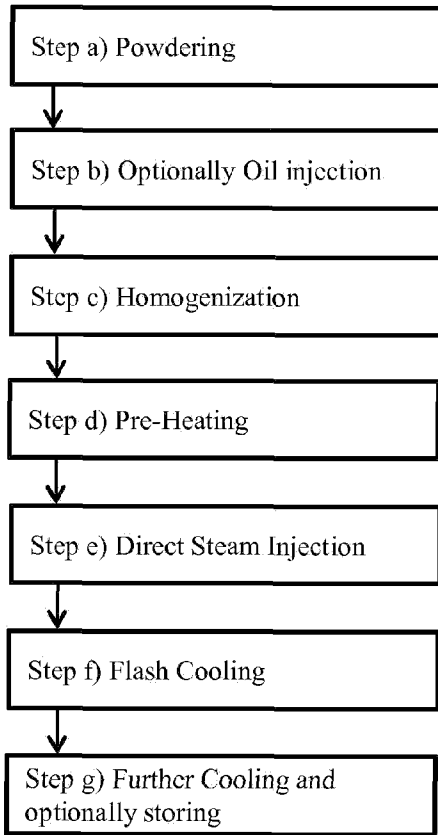 Step a) Powdering
Step b) Optionally Oil injection
Step c) Homogenization
Step d) Pre-Heating
Step e) Direct Steam Injection
Step f) Flash Cooling
Step g) Further Cooling and
optionally storing